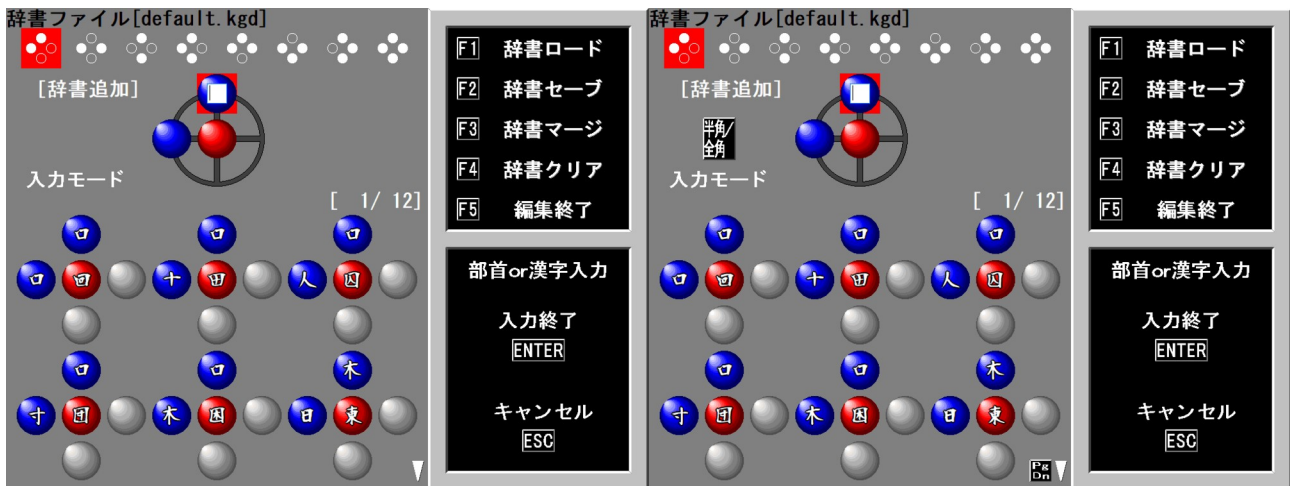 辞書ファイル[default.kgd]
[辞書追加]
入力モード
[ 1/ 12]
口 口 口
口 回 十 田 人 囚
口 口 木
寸 団 木 困 日 東
F1 辞書ロード
F2 辞書セーブ
F3 辞書マージ
F4 辞書クリア
F5 編集終了
部首or漢字入力
入力終了
ENTER
キャンセル
ESC
辞書ファイル[default.kgd]
[辞書追加]
半角/
全角
入力モード
[ 1/ 12]
口 口 口
口 回 十 田 人 囚
口 口 木
寸 団 木 困 日 東
Pg
Dn
F1 辞書ロード
F2 辞書セーブ
F3 辞書マージ
F4 辞書クリア
F5 編集終了
部首or漢字入力
入力終了
ENTER
キャンセル
ESC